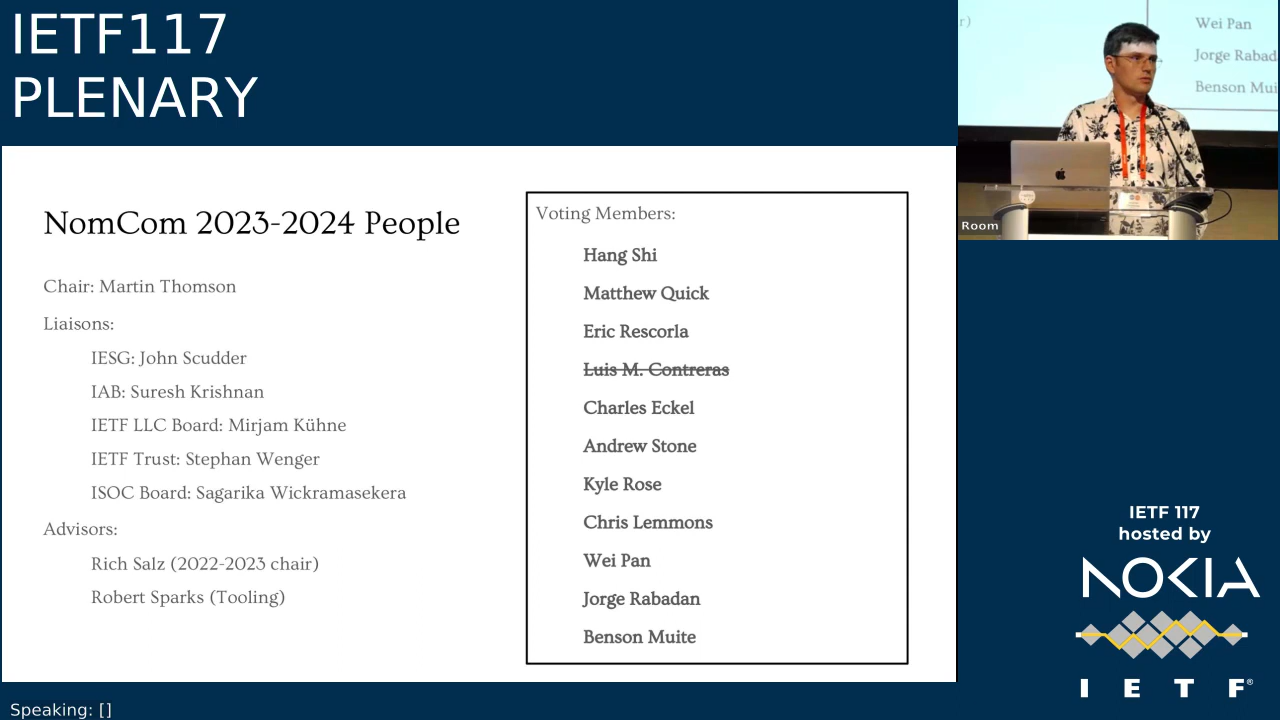 IETF117
PLENARY
NomCom 2023-2024 People
Chair: Martin Thomson
Liaisons:
IESG: John Scudder
IAB: Suresh Krishnan
IETF LLC Board: Mirjam Kühne
IETF Trust: Stephan Wenger
ISOC Board: Sagarika Wickramasekera
Advisors:
Rich Salz (2022-2023 chair)
Robert Sparks (Tooling)
Voting Members:
Hang Shi
Matthew Quick
Eric Rescorla
Luis M. Contreras
Charles Eckel
Andrew Stone
Kyle Rose
Chris Lemmons
Wei Pan
Jorge Rabadan
Benson Muite
r)
Wei Pan
Jorge Rabad
Benson Mui
Room
IETF 117
hosted by
NOKIA
IETF®
Speaking: []